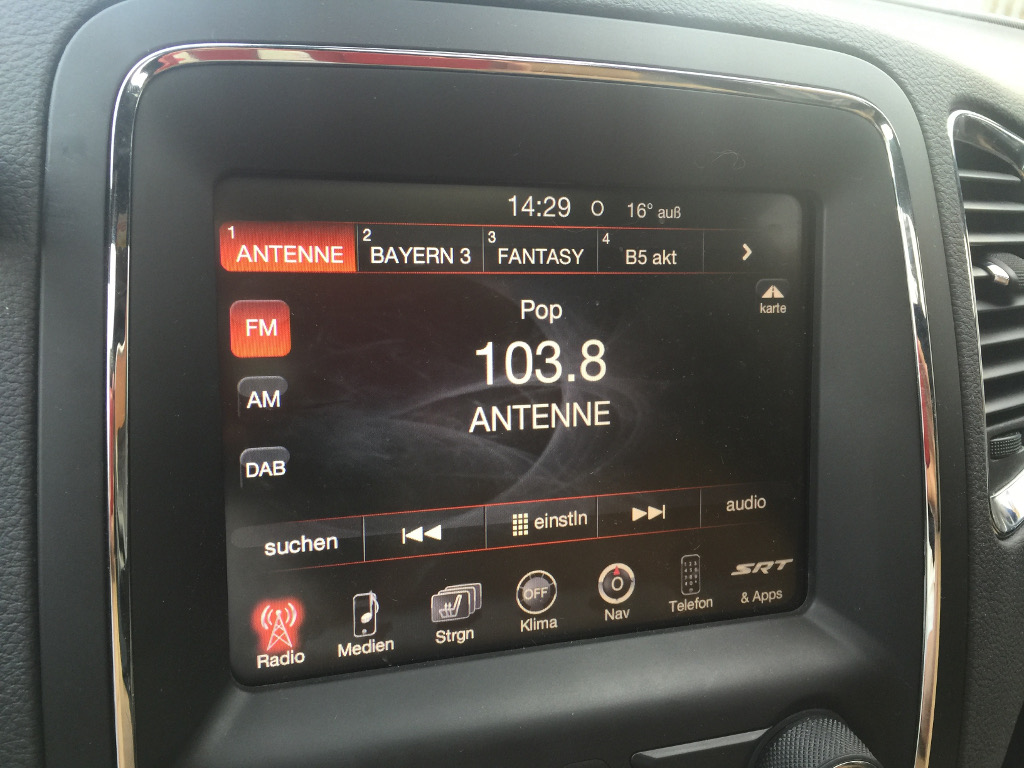 14:29 O 16° auß
1 ANTENNE 2 BAYERN 3 3 FANTASY 4 B5 akt
karte
Pop
FM
103.8
AM
ANTENNE
DAB
suchen einstln audio
Radio Medien Strgn OFF Klima O Nav Telefon SRT & Apps